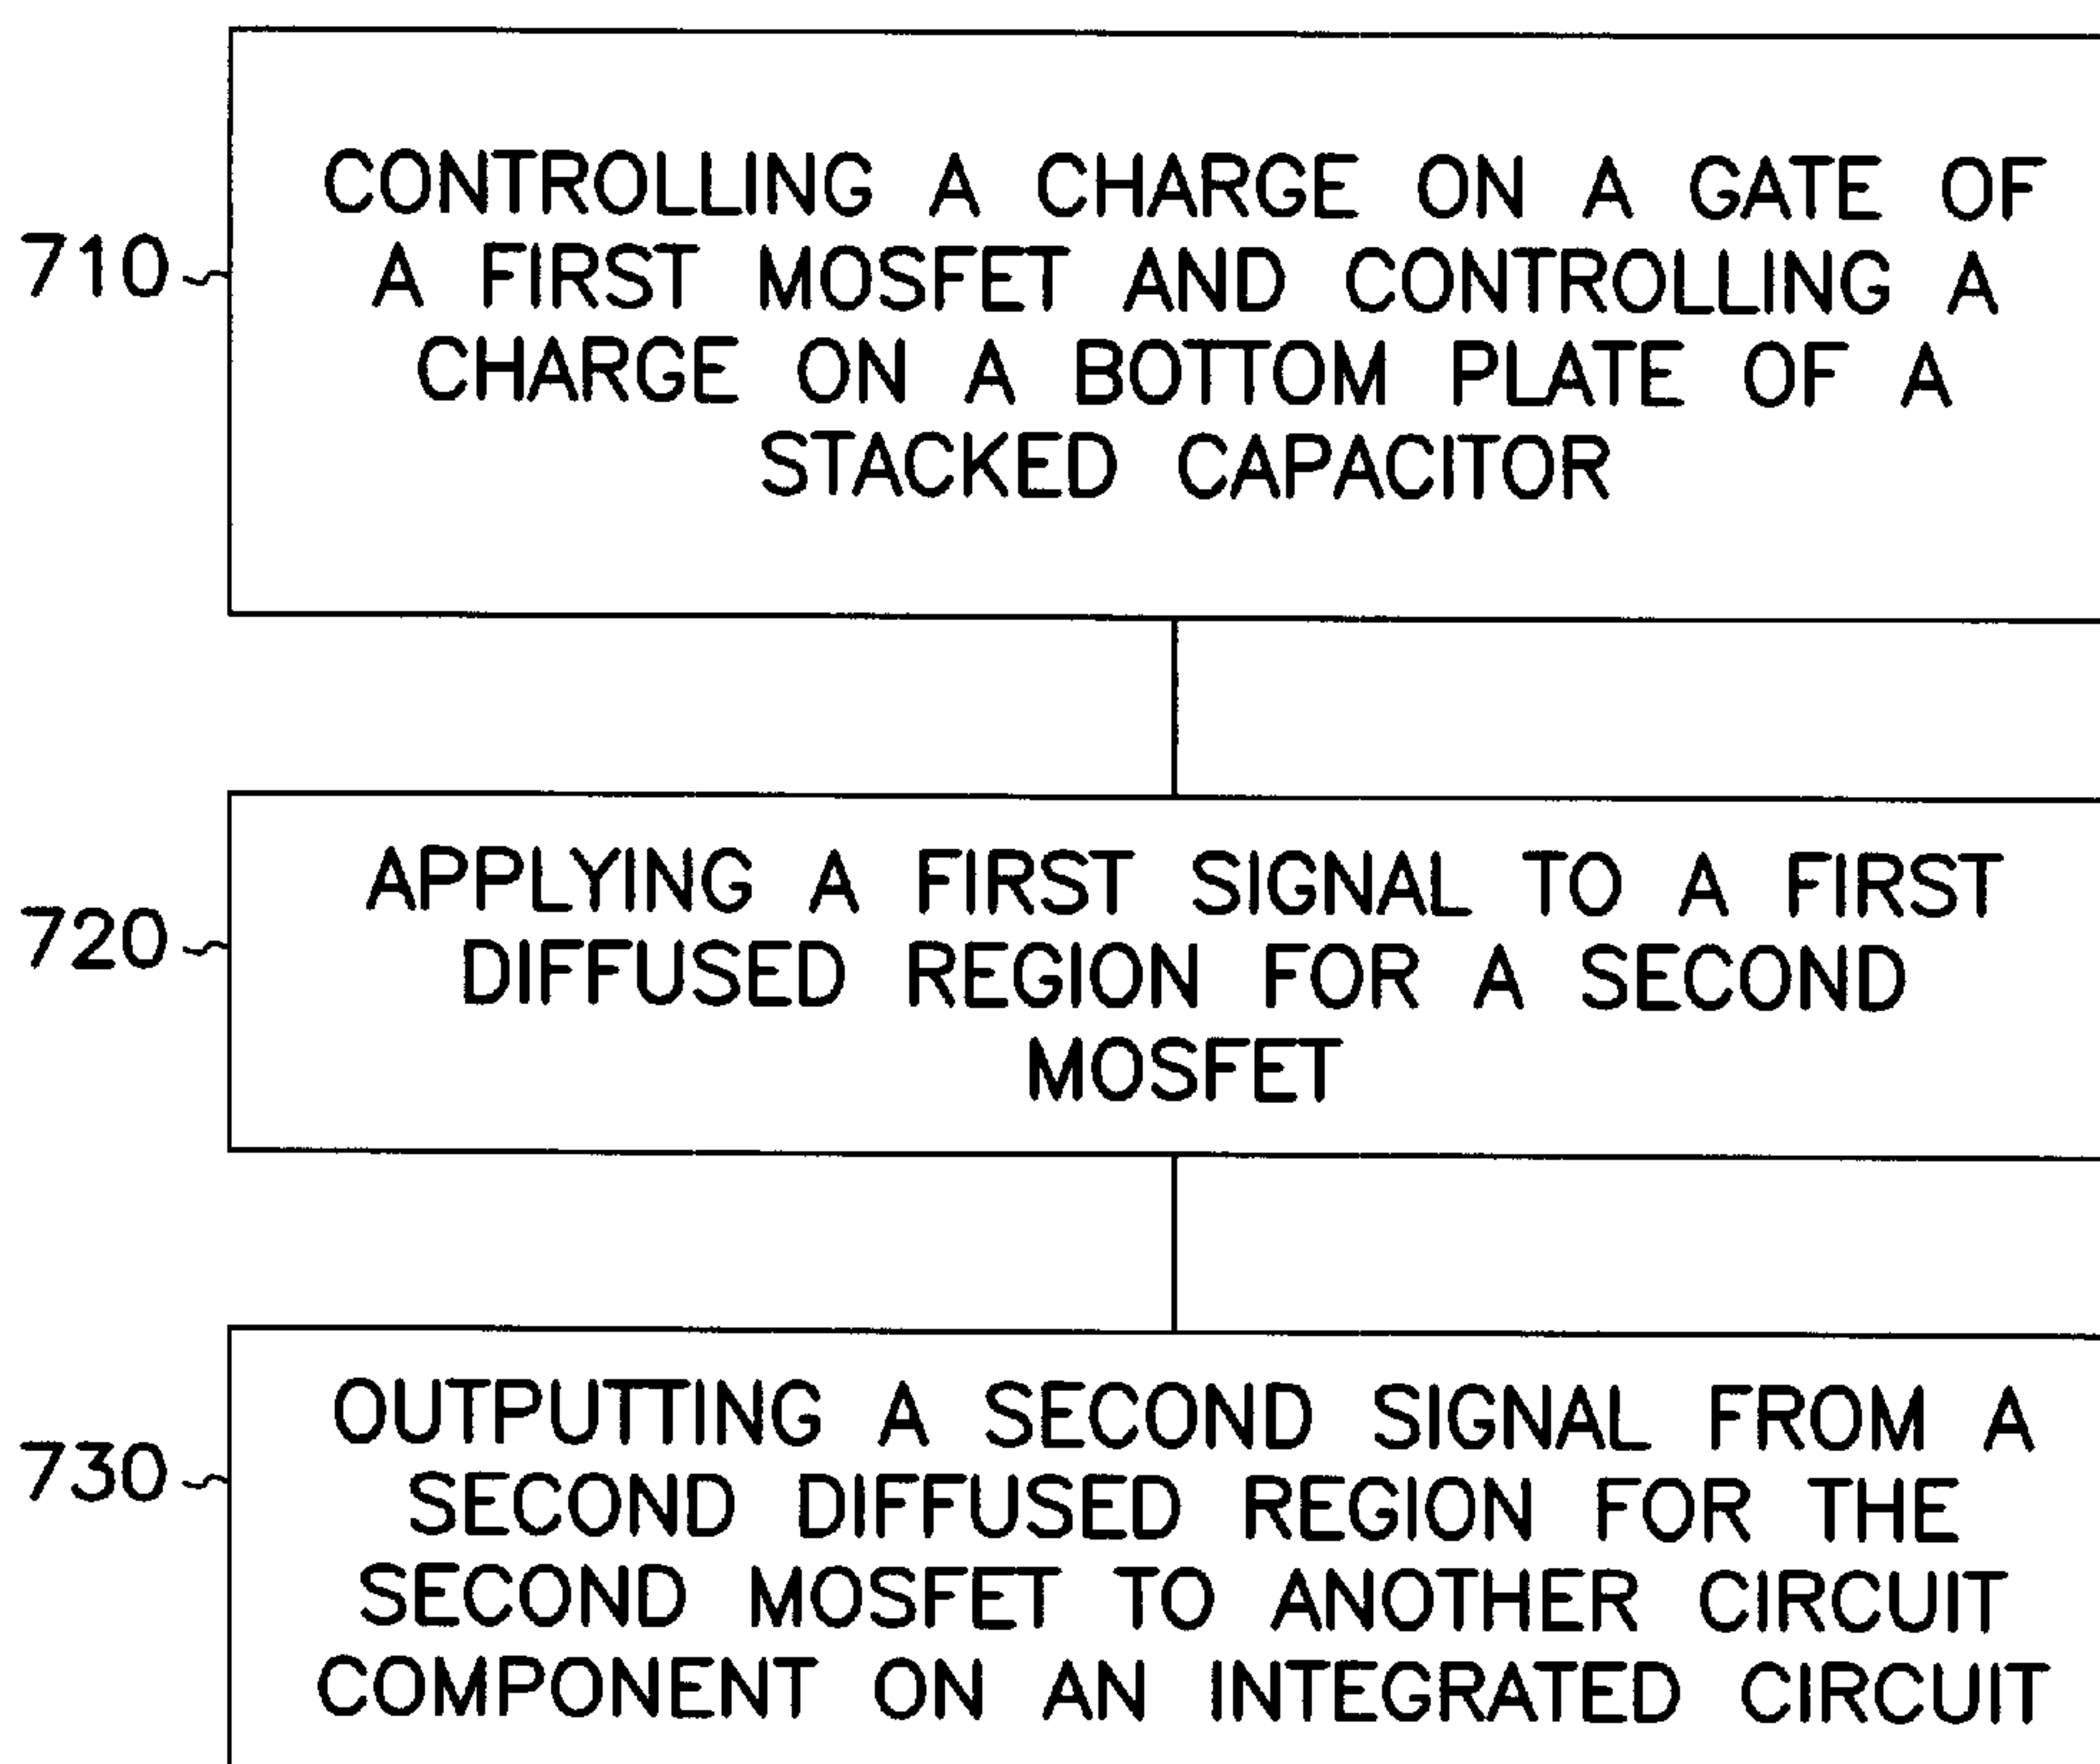 CONTROLLING A CHARGE ON A GATE OF
710
A FIRST MOSFET AND CONTROLLING A
CHARGE ON A BOTTOM PLATE OF A
STACKED CAPACITOR
APPLYING A FIRST SIGNAL TO A FIRST
720
DIFFUSED REGION FOR A SECOND
MOSFET
OUTPUTTING A SECOND SIGNAL FROM A
730
SECOND DIFFUSED REGION FOR THE
SECOND MOSFET TO ANOTHER CIRCUIT
COMPONENT ON AN INTEGRATED CIRCUIT